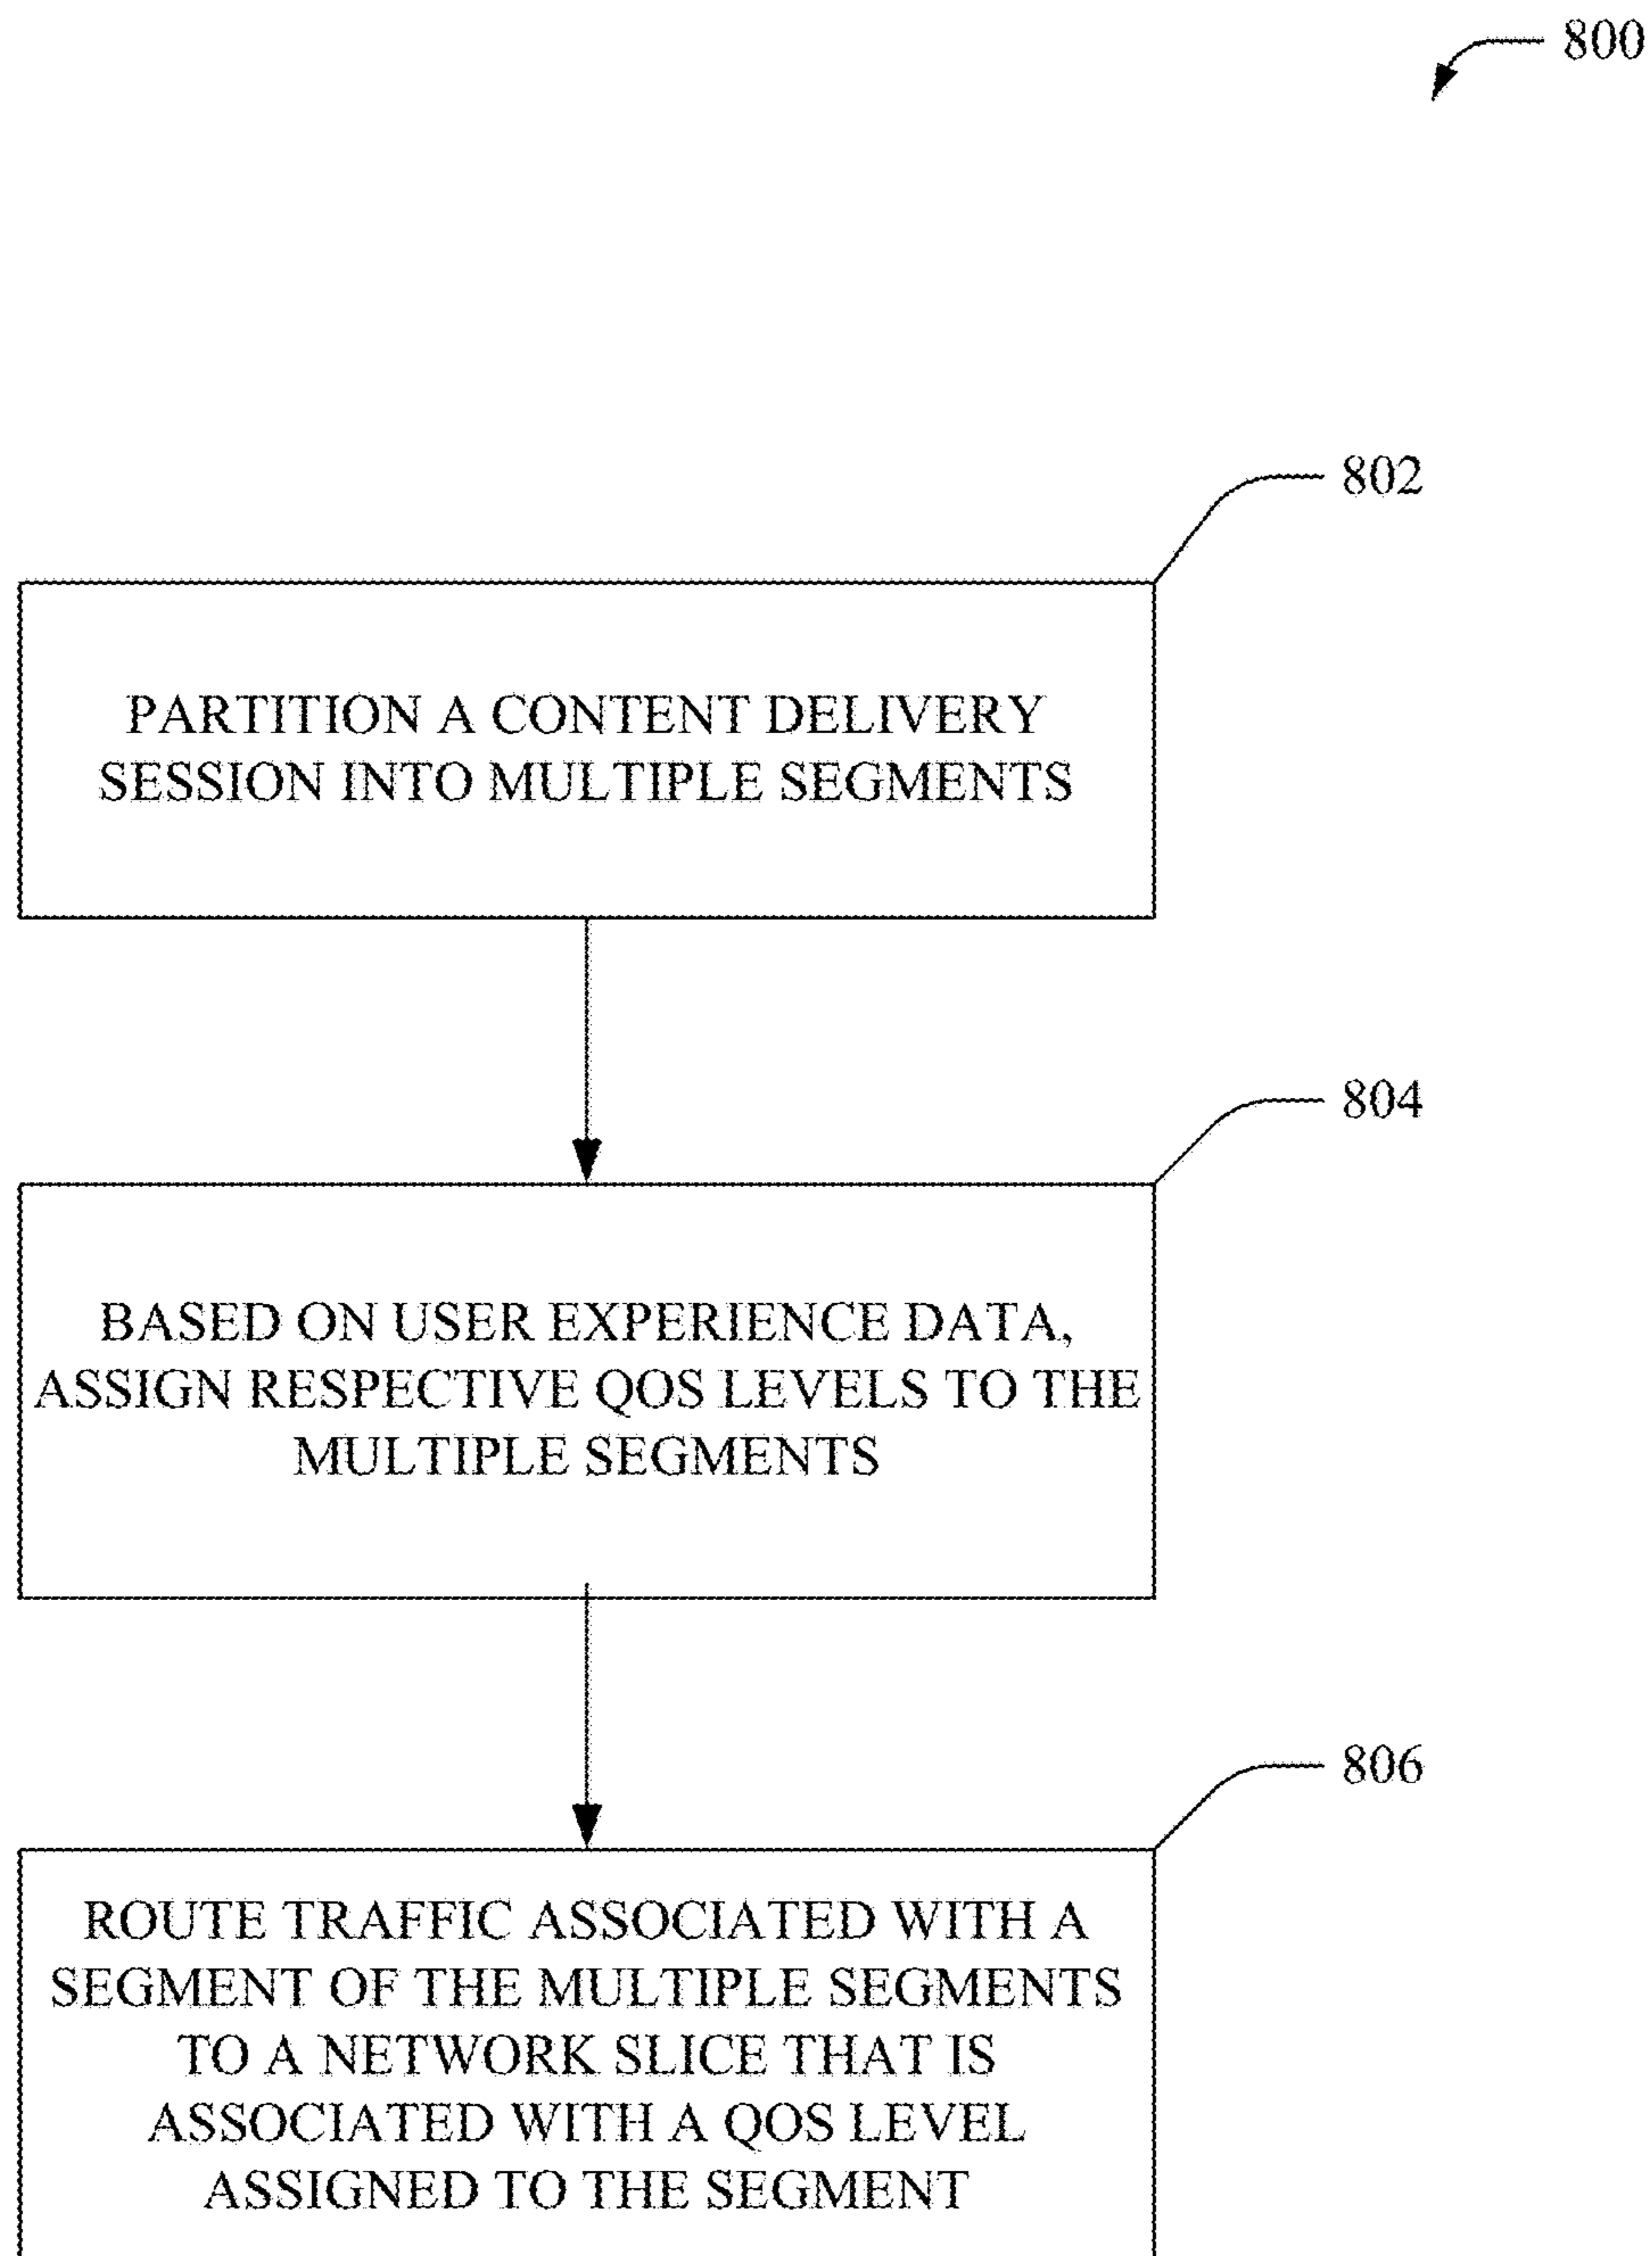 800
802
PARTITION A CONTENT DELIVERY
SESSION INTO MULTIPLE SEGMENTS
804
BASED ON USER EXPERIENCE DATA,
ASSIGN RESPECTIVE QOS LEVELS TO THE
MULTIPLE SEGMENTS
806
ROUTE TRAFFIC ASSOCIATED WITH A
SEGMENT OF THE MULTIPLE SEGMENTS
TO A NETWORK SLICE THAT IS
ASSOCIATED WITH A QOS LEVEL
ASSIGNED TO THE SEGMENT